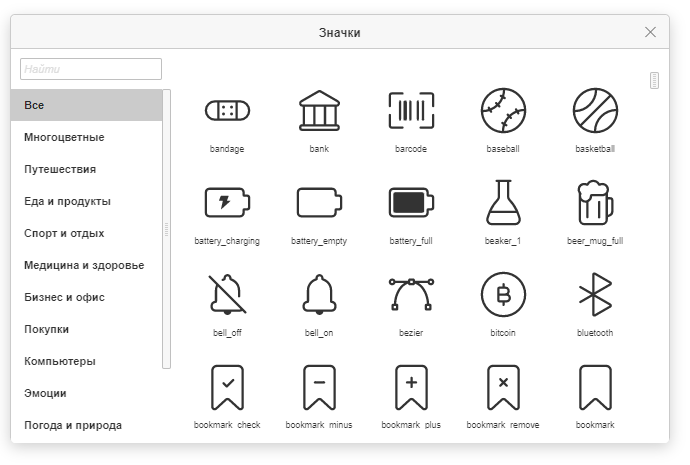 Значки
Найти
Все
Многоцветные
Путешествия
Еда и продукты
Спорт и отдых
Медицина и здоровье
Бизнес и офис
Покупки
Компьютеры
Эмоции
Погода и природа
bandage bank barcode baseball basketball
battery_charging battery_empty battery_full beaker_1 beer_mug_full
bell_off bell_on bezier bitcoin bluetooth
bookmark_check bookmark_minus bookmark_plus bookmark_remove bookmark